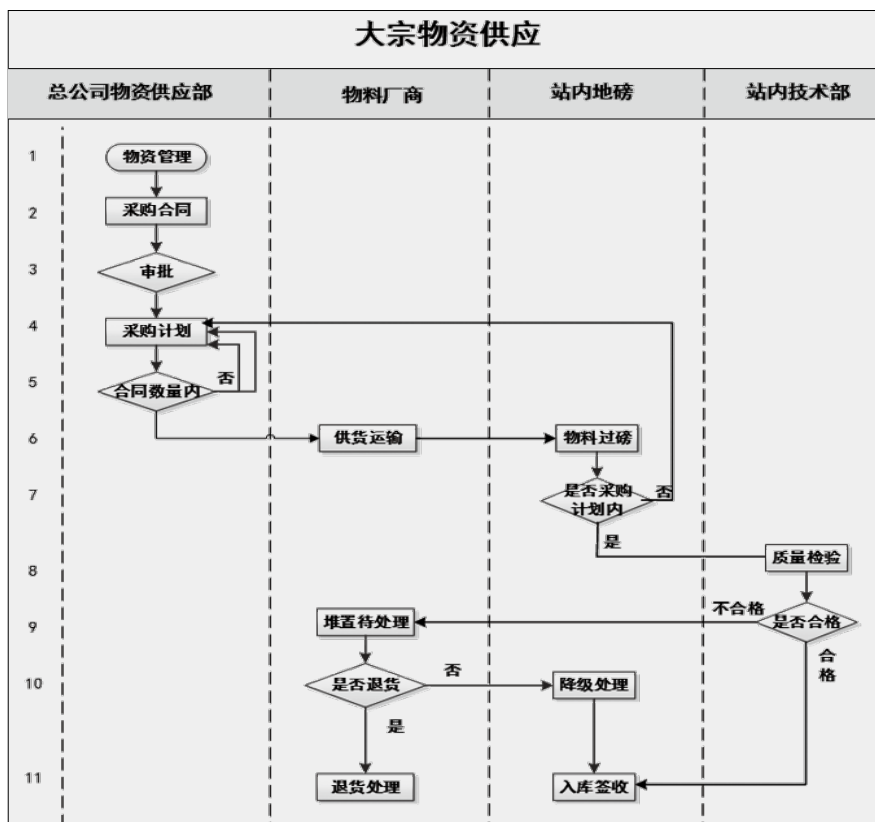 大宗物资供应
总公司物资供应部
物料厂商
站内地磅
站内技术部
1
物资管理
2
采购合同
3
审批
4
采购计划
5
合同数量内
否
6
供货运输
物料过磅
7
是否采购
计划内
否
是
8
质量检验
不合格
9
堆置待处理
是否合格
合
格
10
是否退货
否
降级处理
是
11
退货处理
入库签收